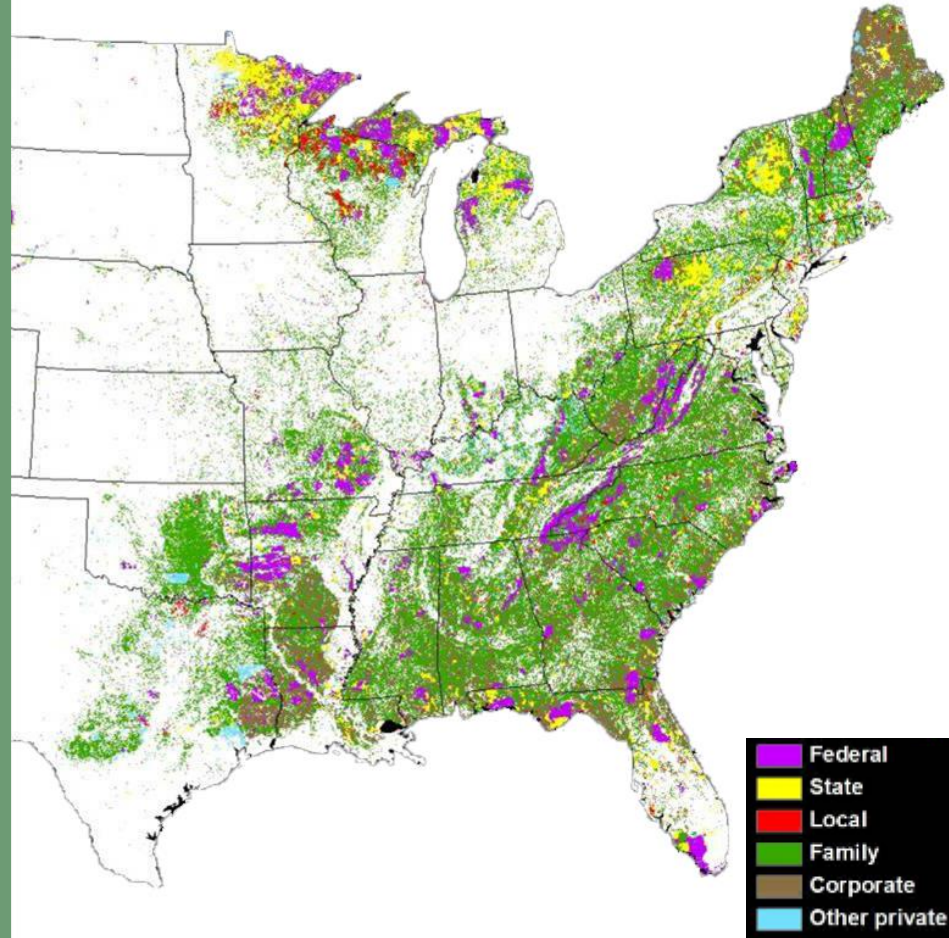 Federal
State
Local
Family
Corporate
Other private